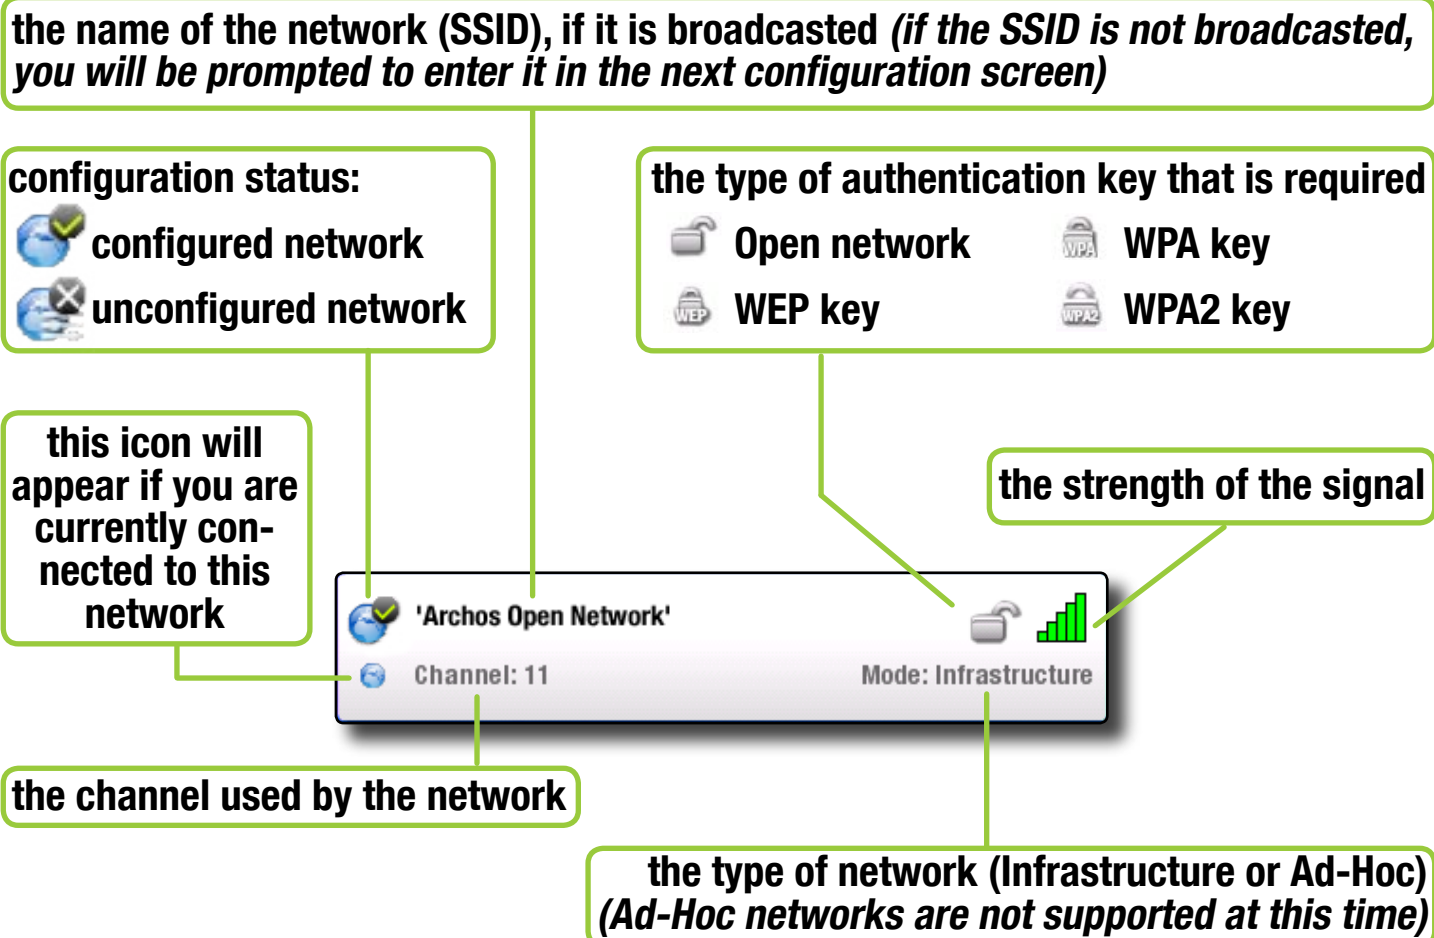 the name of the network (SSID), if it is broadcasted (if the SSID is not broadcasted,
you will be prompted to enter it in the next configuration screen)
configuration status:
configured network
unconfigured network
the type of authentication key that is required
Open network
WPA key
WPA
WEP key
WEP
WPA2 key
WPA2
this icon will
appear if you are
currently con-
nected to this
network
the strength of the signal
'Archos Open Network'
Channel: 11
Mode: Infrastructure
the channel used by the network
the type of network (Infrastructure or Ad-Hoc)
(Ad-Hoc networks are not supported at this time)